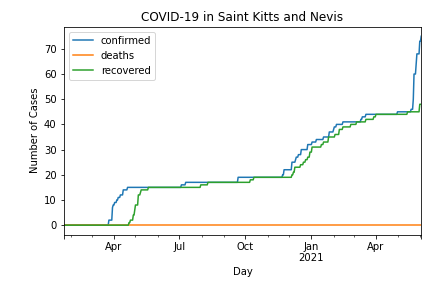 COVID-19 in Saint Kitts and Nevis
confirmed
deaths
recovered
Number of Cases
70
60
50
40
30
20
10
0
Apr Jul Oct Jan Apr
2021
Day